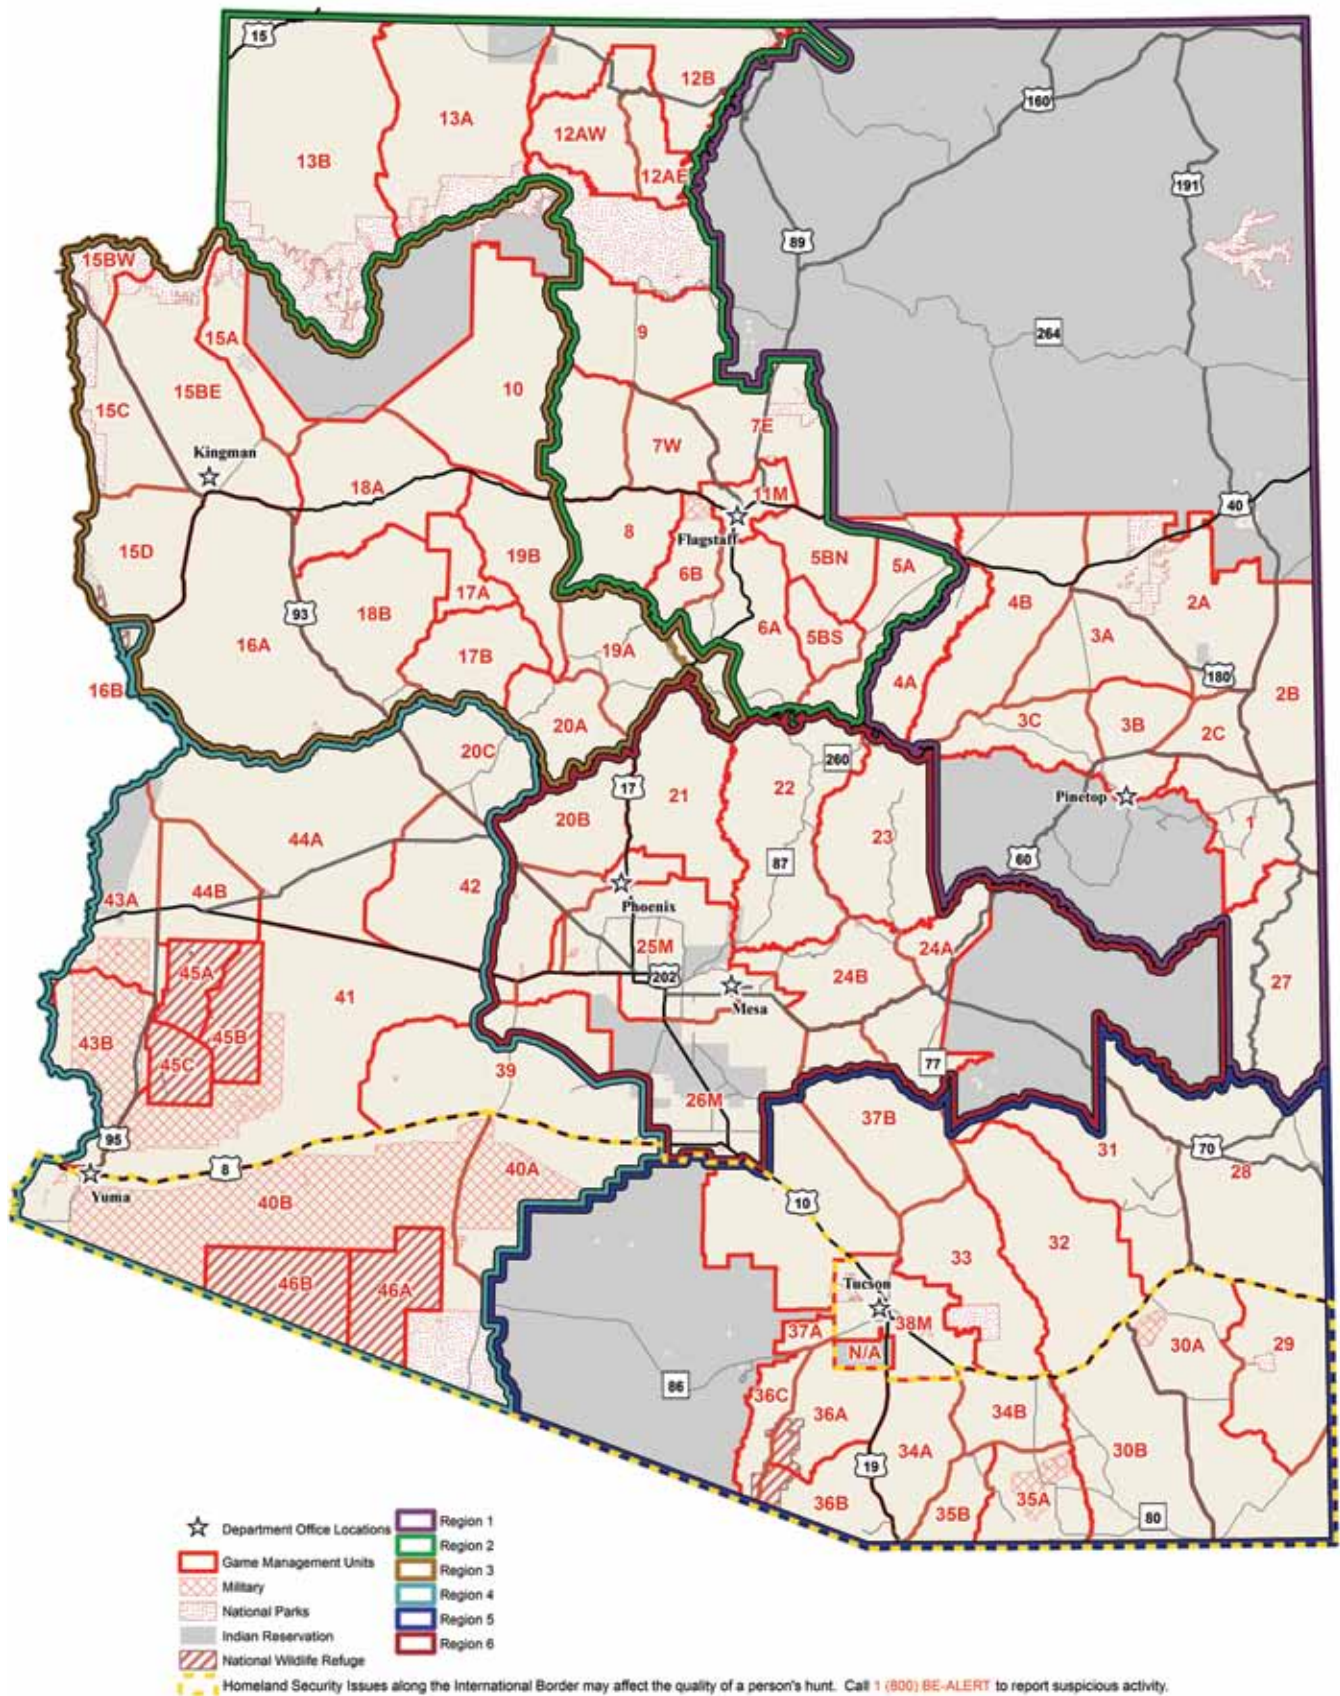 15
12B
13A
160
12AW
13B
12AE
191
89
15BW
9
264
15A
10
15BE
15C
7E
7W
Kingman
18A
11M
40
Flagstaff
8
19B
5BN
15D
5A
6B
17A
4B
2A
93
18B
6A
3A
5BS
16A
17B
19A
180
16B
4A
2B
3C
3B
20A
2C
20C
260
17
21
22
Pinetop
20B
1
44A
23
60
87
42
Phoenix
44B
43A
25M
24A
202
45A
24B
27
Mesa
41
43B
45B
45C
77
39
26M
37B
95
31
70
8
40A
28
Yuma
40B
10
32
33
46B
46A
Tucson
38M
37A
30A
29
N/A
86
36C
36A
34B
34A
30B
19
36B
35B
35A
80
Department Office Locations
Game Management Units
Military
National Parks
Indian Reservation
National Wildlife Refuge
Region 1
Region 2
Region 3
Region 4
Region 5
Region 6
Homeland Security Issues along the International Border may affect the quality of a person's hunt. Call 1 (800) BE-ALERT to report suspicious activity.